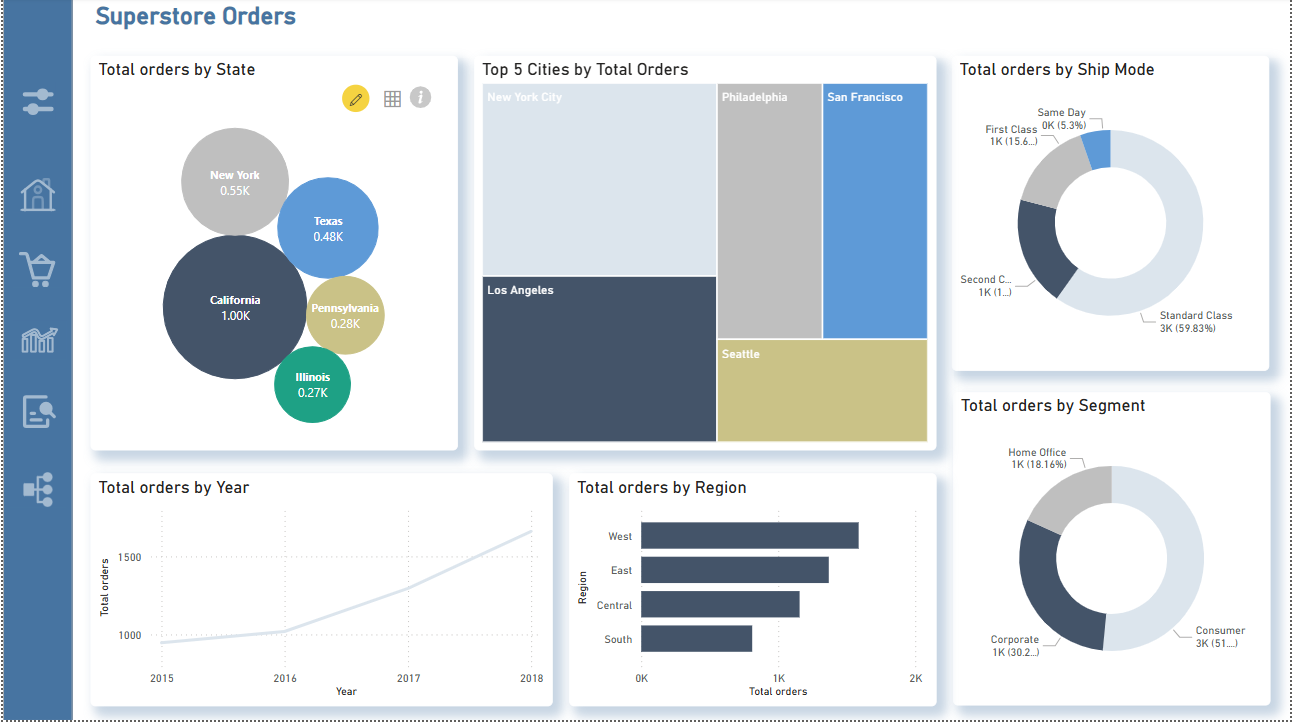 Superstore Orders
Total orders by State
i
New York
0.55K
Texas
0.48K
California
1.00K
Pennsylvania
0.28K
Illinois
0.27K
Top 5 Cities by Total Orders
New York City
Philadelphia
San Francisco
Los Angeles
Seattle
Total orders by Ship Mode
Same Day
0K (5.3%)
First Class
1K (15.6...)
Second C...
1K (1...)
Standard Class
3K (59.83%)
Total orders by Year
Total orders
1500
1000
2015
2016
2017
2018
Year
Total orders by Region
Region
West
East
Central
South
0K
1K
2K
Total orders
Total orders by Segment
Home Office
1K (18.16%)
Corporate
1K (30.2...)
Consumer
3K (51....)